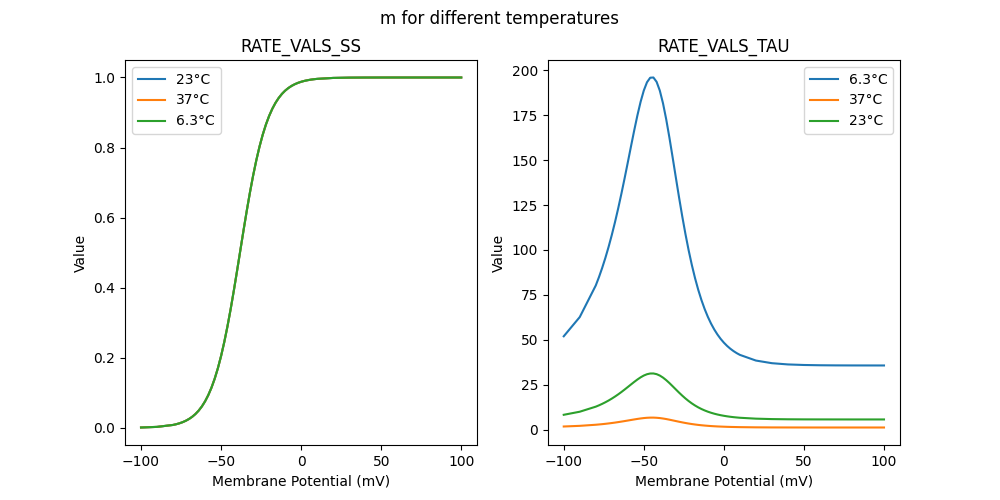 m for different temperatures
RATE_VALS_SS
RATE_VALS_TAU
23°C
37°C
6.3°C
6.3°C
37°C
23°C
Value
1.0
0.8
0.6
0.4
0.2
0.0
−100
−50
0
50
100
Membrane Potential (mV)
Value
200
175
150
125
100
75
50
25
0
−100
−50
0
50
100
Membrane Potential (mV)